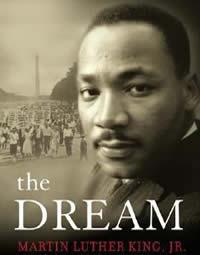 the
DREAM
MARTIN LUTHER KING, JR.